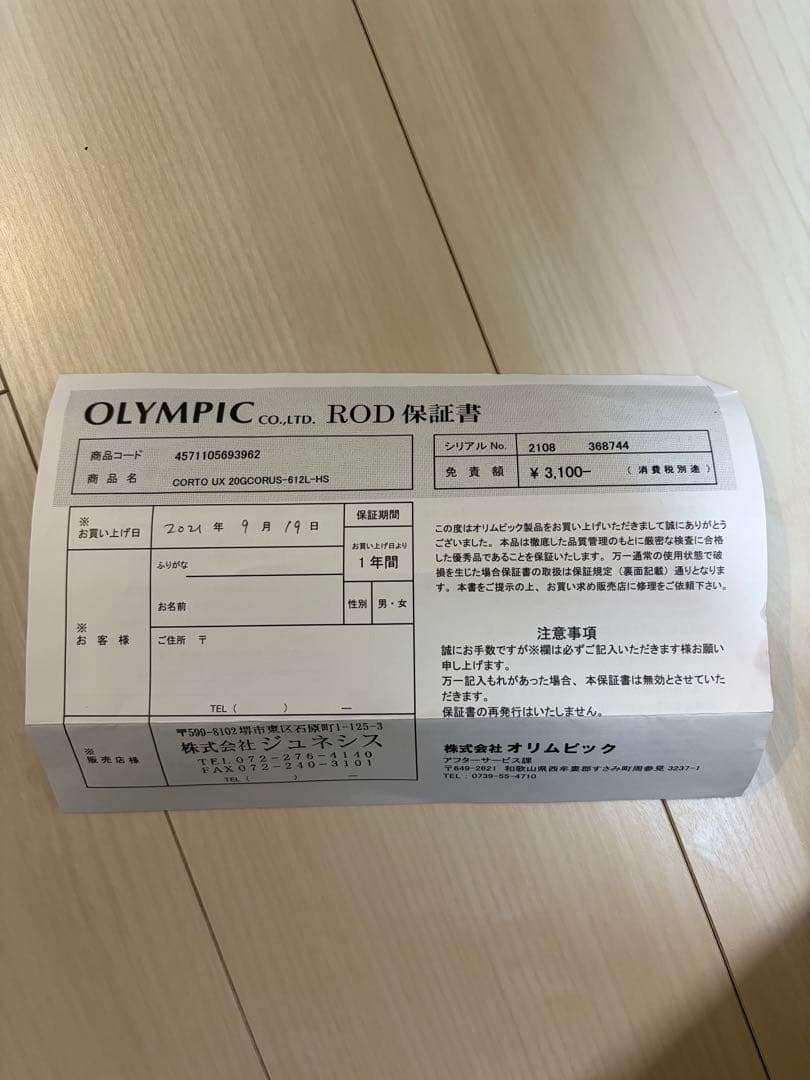 OLYMPIC CO.,LTD. ROD 保証書
商品コード 4571105693962
商品名 CORTO UX 20GCORUS-612L-HS
シリアル No. 2108 368744
免責額 ¥ 3,100- (消費税別途)
※
お買い上げ日 2021 年 9 月 19 日
保証期間
お買い上げ日より
1 年間
※
お客様
ふりがな
お名前
性別 男・女
ご住所 〒
TEL ( ) ―
※
販売店様
〒599-8102 堺市東区石原町1-125-3
株式会社ジュネシス
TEL 072-276-4140
FAX 072-240-3101
TEL ( ) ―
この度はオリムピック製品をお買い上げいただきまして誠にありがとう
ございました。本品は徹底した品質管理のもとに厳密な検査に合格
した優秀品であることを保証いたします。万一通常の使用状態で破
損を生じた場合保証書の取扱は保証規定(裏面記載)通りとなりま
す。本書をご提示の上、お買い求め販売店に修理をご依頼下さい。
注意事項
誠にお手数ですが※欄は必ずご記入いただきます様お願い
申し上げます。
万一記入もれがあった場合、本保証書は無効とさせていた
だきます。
保証書の再発行はいたしません。
株式会社 オリムピック
アフターサービス課
〒649-2621 和歌山県西牟婁郡すさみ町周参見 3237-1
TEL : 0739-55-4710